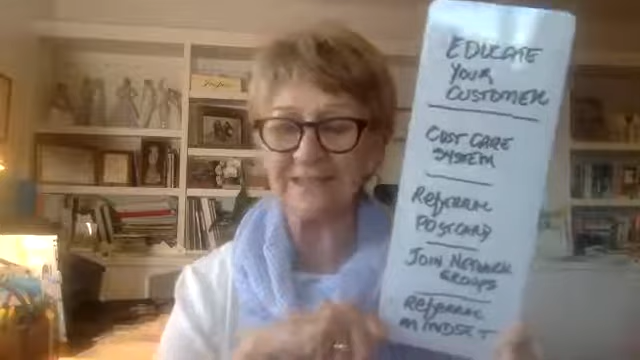 EDUCATE
YOUR
CUSTOMER
CUST CARE
SYSTEM
Referral
Postcard
Join Network
Groups
Referral
MINDSET